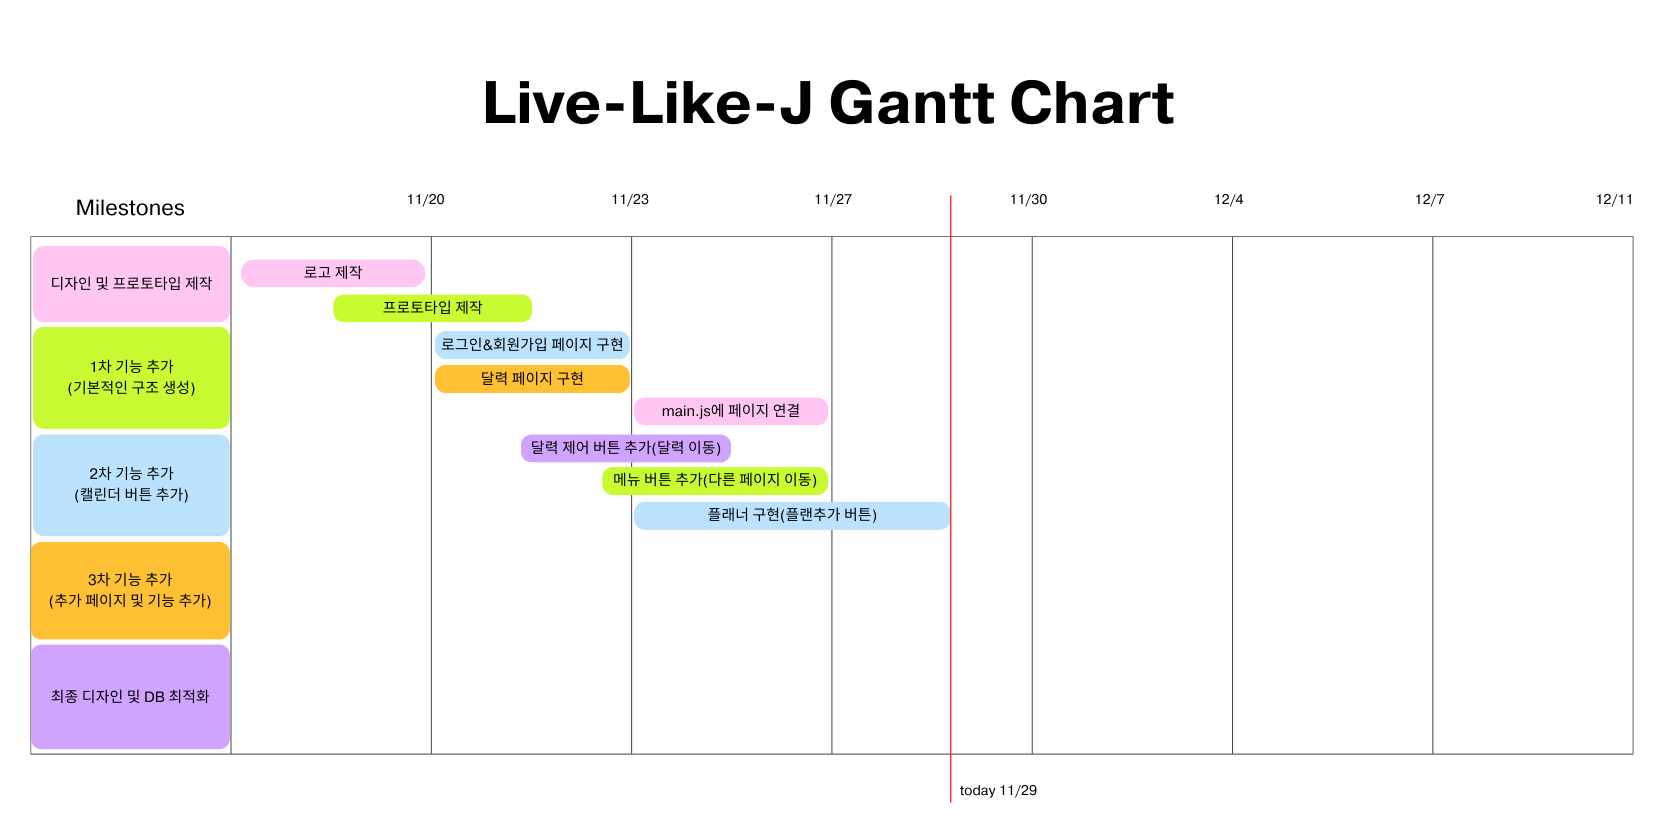 Live-Like-J Gantt Chart
Milestones
11/20
11/23
11/27
11/30
12/4
12/7
12/11
디자인 및 프로토타입 제작
로고 제작
프로토타입 제작
1차 기능 추가
(기본적인 구조 생성)
로그인&회원가입 페이지 구현
달력 페이지 구현
main.js에 페이지 연결
2차 기능 추가
(캘린더 버튼 추가)
달력 제어 버튼 추가(달력 이동)
메뉴 버튼 추가(다른 페이지 이동)
플래너 구현(플랜추가 버튼)
3차 기능 추가
(추가 페이지 및 기능 추가)
최종 디자인 및 DB 최적화
today 11/29